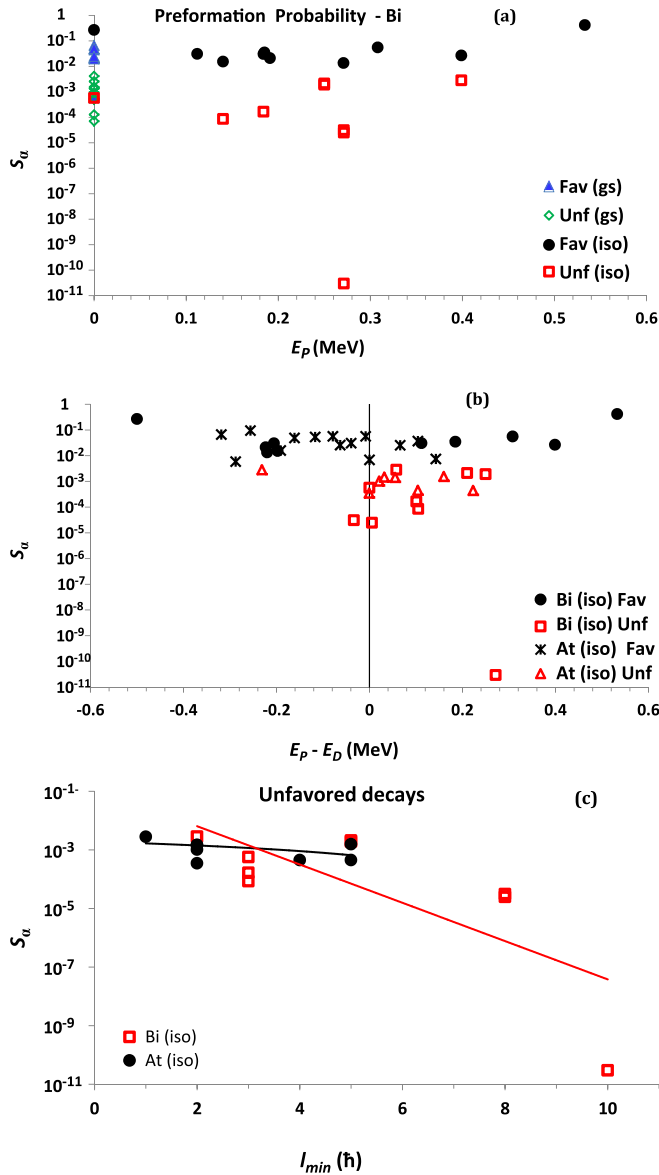 Preformation Probability - Bi
(a)
1
10⁻¹
10⁻²
10⁻³
10⁻⁴
10⁻⁵
10⁻⁶
10⁻⁷
10⁻⁸
10⁻⁹
10⁻¹⁰
10⁻¹¹
Sα
Fav (gs)
Unf (gs)
Fav (iso)
Unf (iso)
0 0.1 0.2 0.3 0.4 0.5 0.6
E_P (MeV)
(b)
1
10⁻¹
10⁻²
10⁻³
10⁻⁴
10⁻⁵
10⁻⁶
10⁻⁷
10⁻⁸
10⁻⁹
10⁻¹⁰
10⁻¹¹
Sα
Bi (iso) Fav
Bi (iso) Unf
At (iso) Fav
At (iso) Unf
-0.6 -0.4 -0.2 0 0.2 0.4 0.6
E_P - E_D (MeV)
Unfavored decays
(c)
10⁻¹
10⁻³
10⁻⁵
10⁻⁷
10⁻⁹
10⁻¹¹
Sα
Bi (iso)
At (iso)
0 2 4 6 8 10
l_min (ħ)